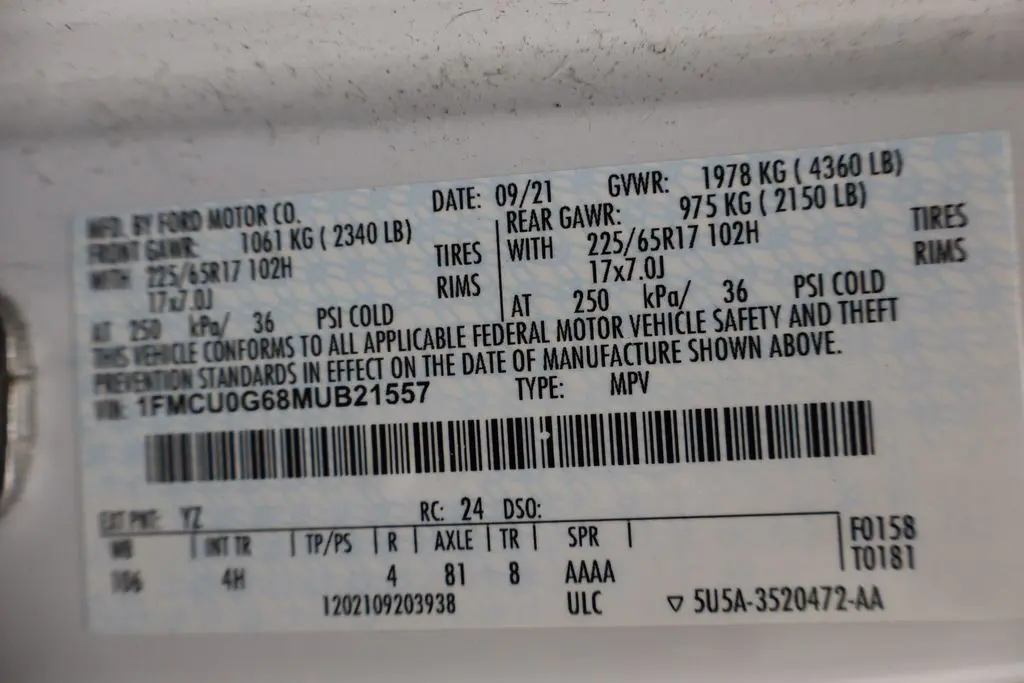 MFD. BY FORD MOTOR CO. DATE: 09/21 GVWR: 1978 KG ( 4360 LB)
FRONT GAWR: 1061 KG ( 2340 LB) REAR GAWR: 975 KG ( 2150 LB)
WITH 225/65R17 102H TIRES WITH 225/65R17 102H TIRES
17x7.0J RIMS 17x7.0J RIMS
AT 250 kPa/ 36 PSI COLD AT 250 kPa/ 36 PSI COLD
THIS VEHICLE CONFORMS TO ALL APPLICABLE FEDERAL MOTOR VEHICLE SAFETY AND THEFT
PREVENTION STANDARDS IN EFFECT ON THE DATE OF MANUFACTURE SHOWN ABOVE.
VIN: 1FMCU0G68MUB21557 TYPE: MPV
EXT PNT: YZ RC: 24 DSO:
WB INT TR TP/PS R AXLE TR SPR F0158
106 4H 4 81 8 AAAA T0181
1202109203938 ULC ▽ 5U5A-3520472-AA